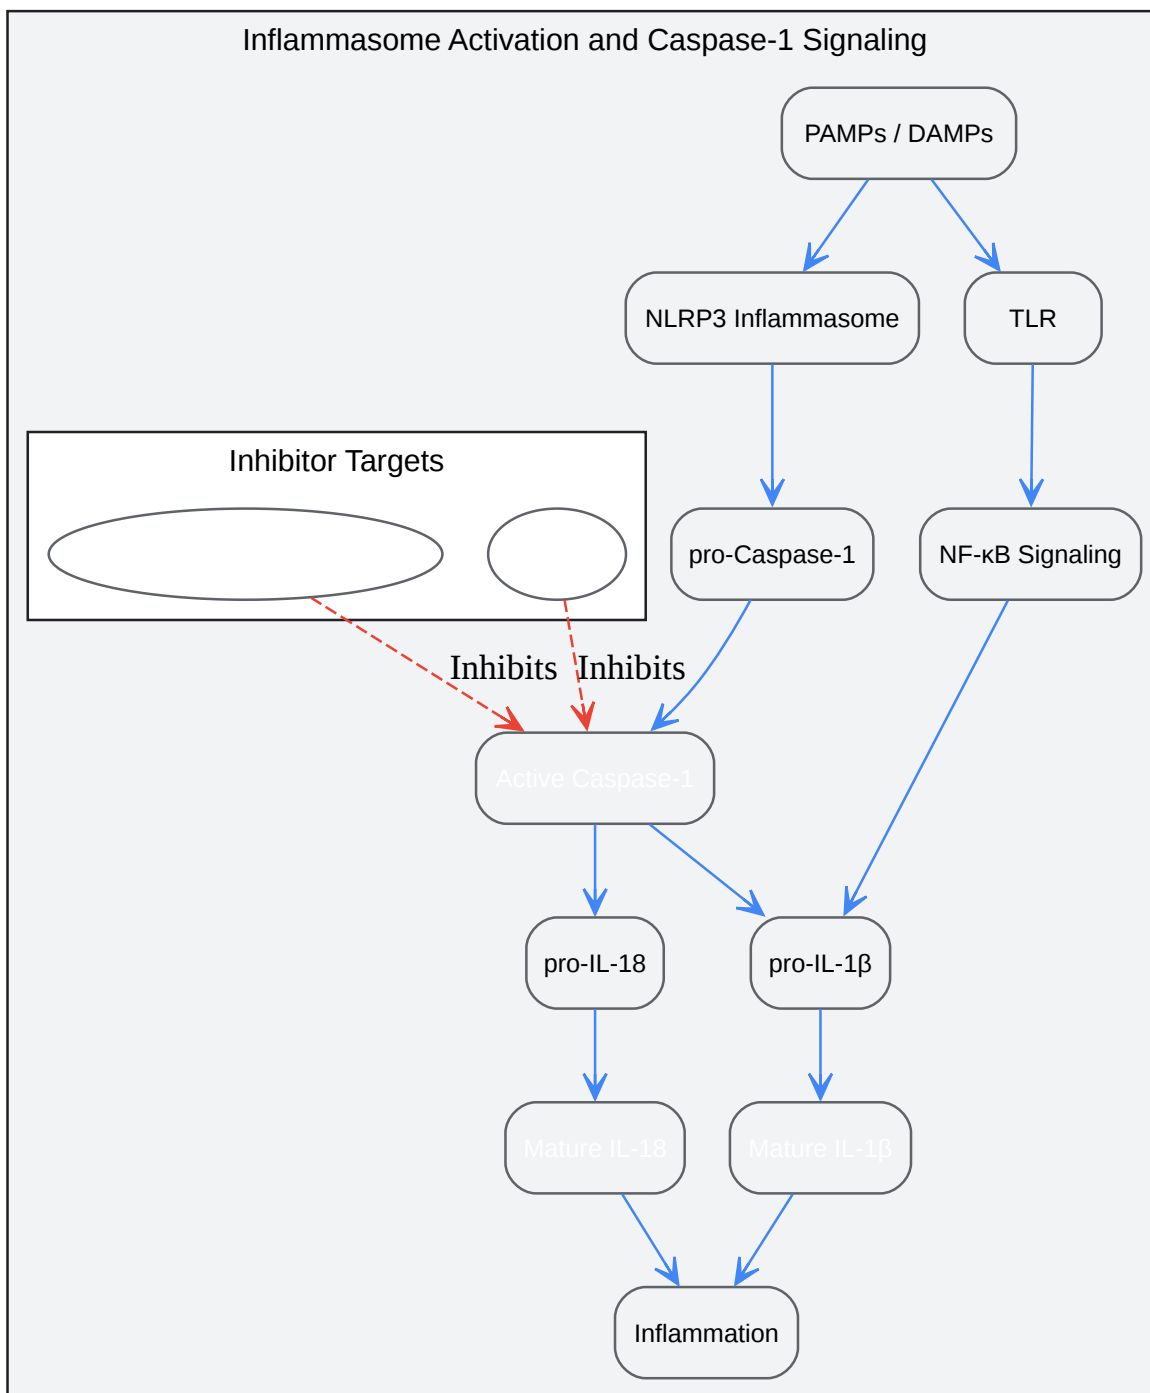 Inflammasome Activation and Caspase-1 Signaling
PAMPs / DAMPs
NLRP3 Inflammasome
TLR
Inhibitor Targets
pro-Caspase-1
NF-κB Signaling
Inhibits
Inhibits
Active Caspase-1
pro-IL-18
pro-IL-1β
Mature IL-18
Mature IL-1β
Inflammation